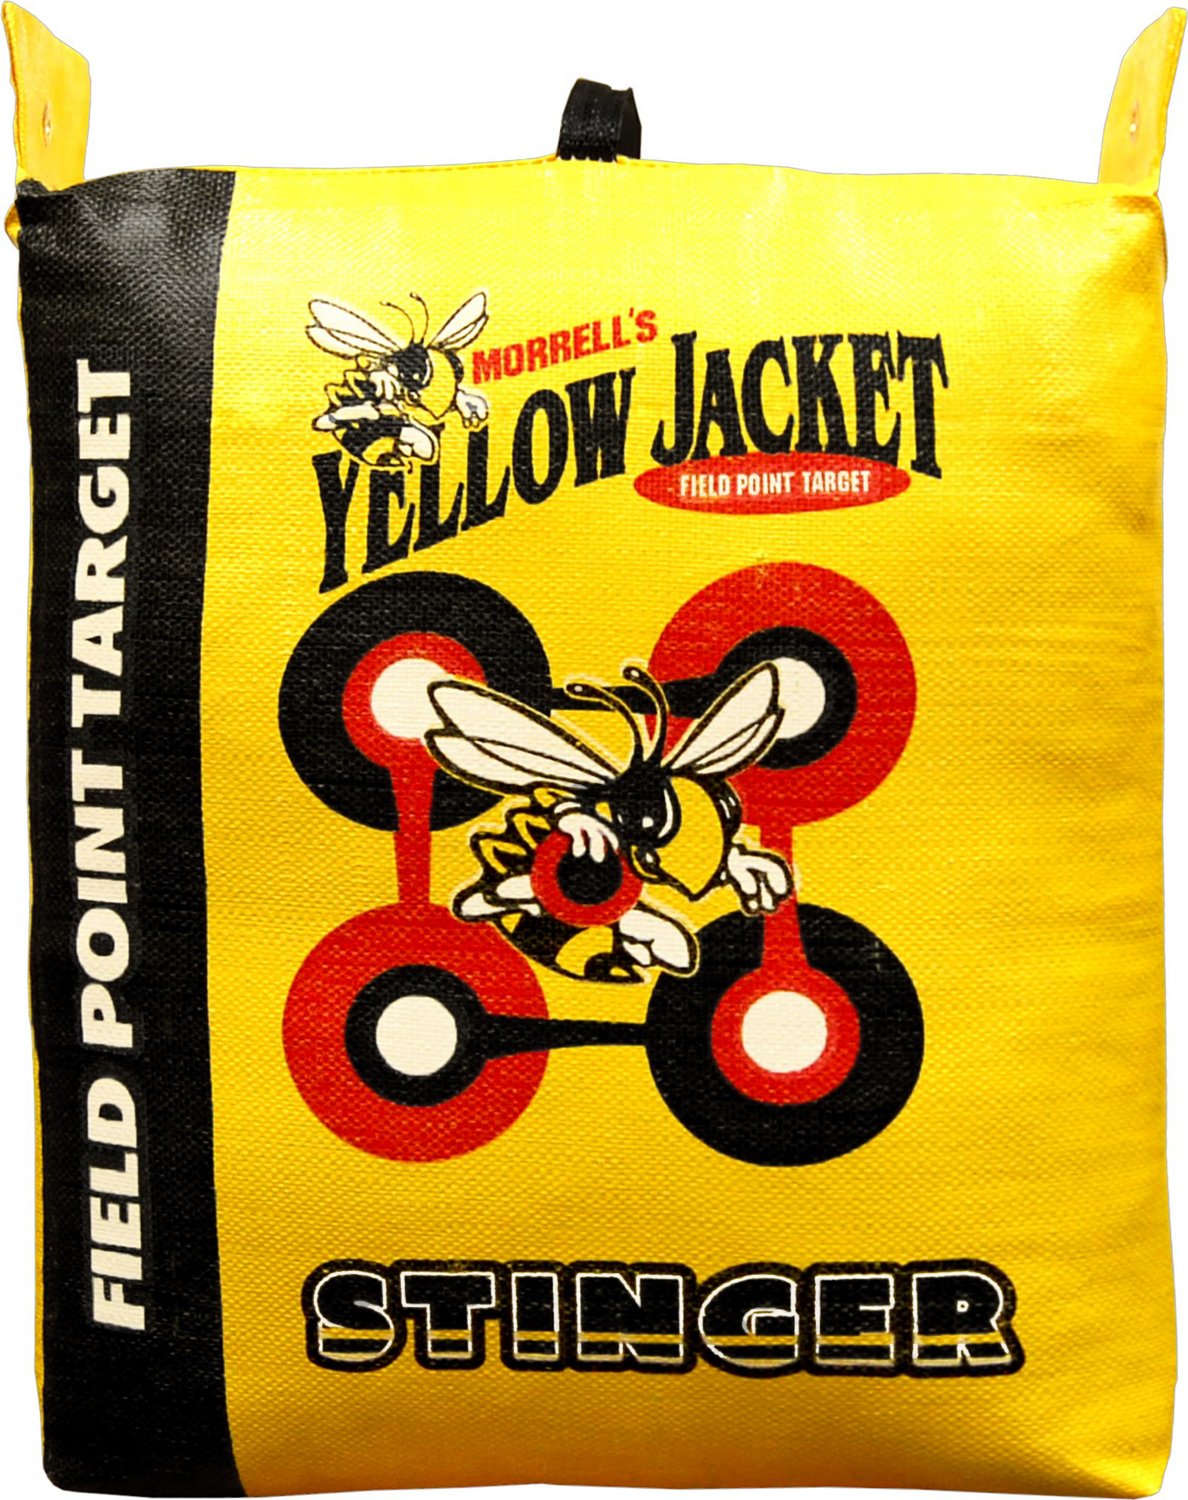 MORRELL'S
YELLOW JACKET
FIELD POINT TARGET
FIELD POINT TARGET
STINGER